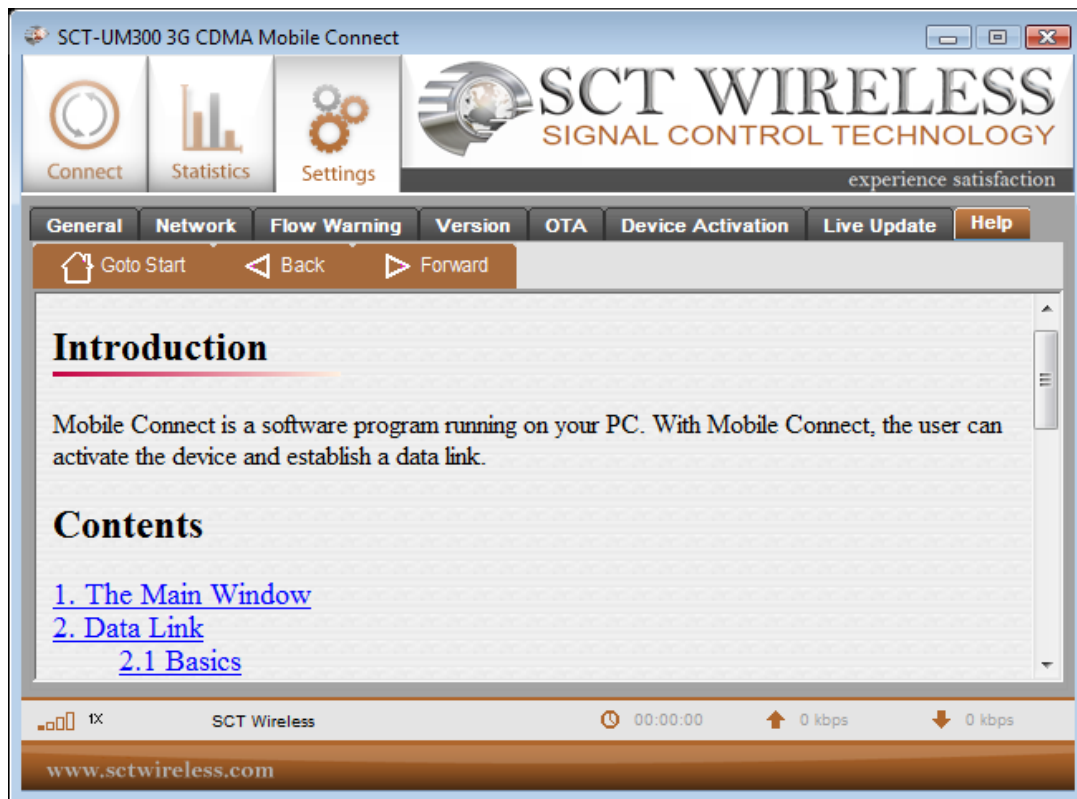 SCT-UM300 3G CDMA Mobile Connect
SCT WIRELESS
SIGNAL CONTROL TECHNOLOGY
Connect Statistics Settings
experience satisfaction
General Network Flow Warning Version OTA Device Activation Live Update Help
Goto Start Back Forward
Introduction
Mobile Connect is a software program running on your PC. With Mobile Connect, the user can
activate the device and establish a data link.
Contents
1. The Main Window
2. Data Link
2.1 Basics
1X SCT Wireless 00:00:00 0 kbps 0 kbps
www.sctwireless.com